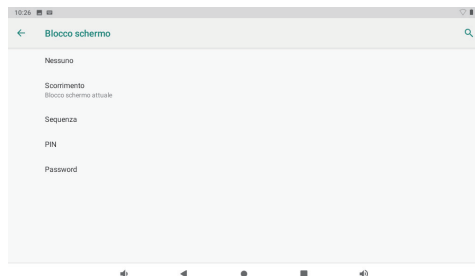 10:26
Blocco schermo
Nessuno
Scorrimento
Blocco schermo attuale
Sequenza
PIN
Password